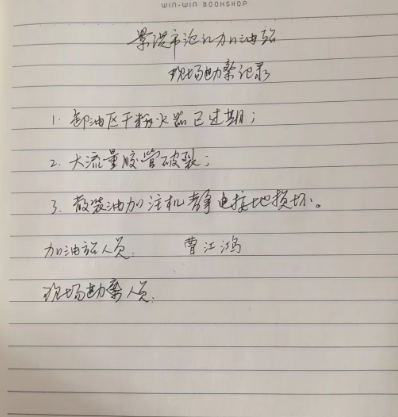 WIN-WIN BOOKSHOP
景洪市沧江加油站
现场勘察记录
1. 卸油区干粉火器已过期；
2. 大流量胶管破裂；
3. 散装油加注机静电接地损坏。
加油站人员. 曹江鸿
现场勘察人员.